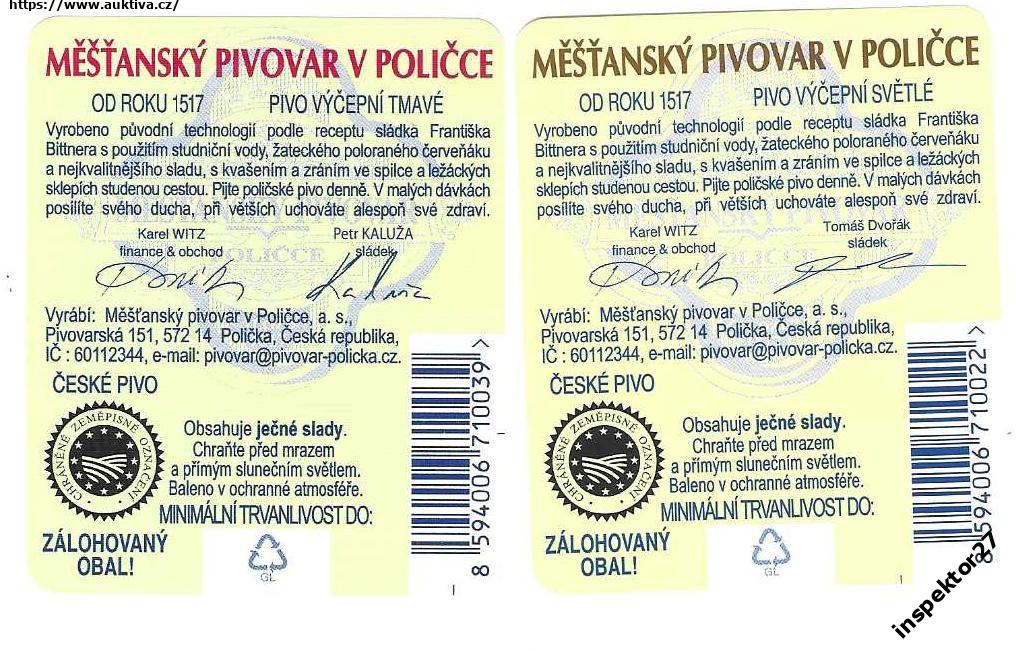 https://www.auktiva.cz/
MĚŠŤANSKÝ PIVOVAR V POLIČCE
OD ROKU 1517 PIVO VÝČEPNÍ TMAVÉ
Vyrobeno původní technologií podle receptu sládka Františka
Bittnera s použitím studniční vody, žateckého poloraného červeňáku
a nejkvalitnějšího sladu, s kvašením a zráním ve spilce a ležáckých
sklepích studenou cestou. Pijte poličské pivo denně. V malých dávkách
posílíte svého ducha, při větších uchováte alespoň své zdraví.
Karel WITZ Petr KALUŽA
finance & obchod sládek
Vyrábí: Měšťanský pivovar v Poličce, a. s.,
Pivovarská 151, 572 14 Polička, Česká republika,
IČ : 60112344, e-mail: pivovar@pivovar-policka.cz.
ČESKÉ PIVO
CHRÁNĚNÉ ZEMĚPISNÉ OZNAČENÍ
Obsahuje ječné slady.
Chraňte před mrazem
a přímým slunečním světlem.
Baleno v ochranné atmosféře.
MINIMÁLNÍ TRVANLIVOST DO:
ZÁLOHOVANÝ
OBAL!
GL
8 594006 710039 >
MĚŠŤANSKÝ PIVOVAR V POLIČCE
OD ROKU 1517 PIVO VÝČEPNÍ SVĚTLÉ
Vyrobeno původní technologií podle receptu sládka Františka
Bittnera s použitím studniční vody, žateckého poloraného červeňáku
a nejkvalitnějšího sladu, s kvašením a zráním ve spilce a ležáckých
sklepích studenou cestou. Pijte poličské pivo denně. V malých dávkách
posílíte svého ducha, při větších uchováte alespoň své zdraví.
Karel WITZ Tomáš Dvořák
finance & obchod sládek
Vyrábí: Měšťanský pivovar v Poličce, a. s.,
Pivovarská 151, 572 14 Polička, Česká republika,
IČ : 60112344, e-mail: pivovar@pivovar-policka.cz.
ČESKÉ PIVO
CHRÁNĚNÉ ZEMĚPISNÉ OZNAČENÍ
Obsahuje ječné slady.
Chraňte před mrazem
a přímým slunečním světlem.
Baleno v ochranné atmosféře.
MINIMÁLNÍ TRVANLIVOST DO:
ZÁLOHOVANÝ
OBAL!
GL
8 594006 710022 >
inspektor27